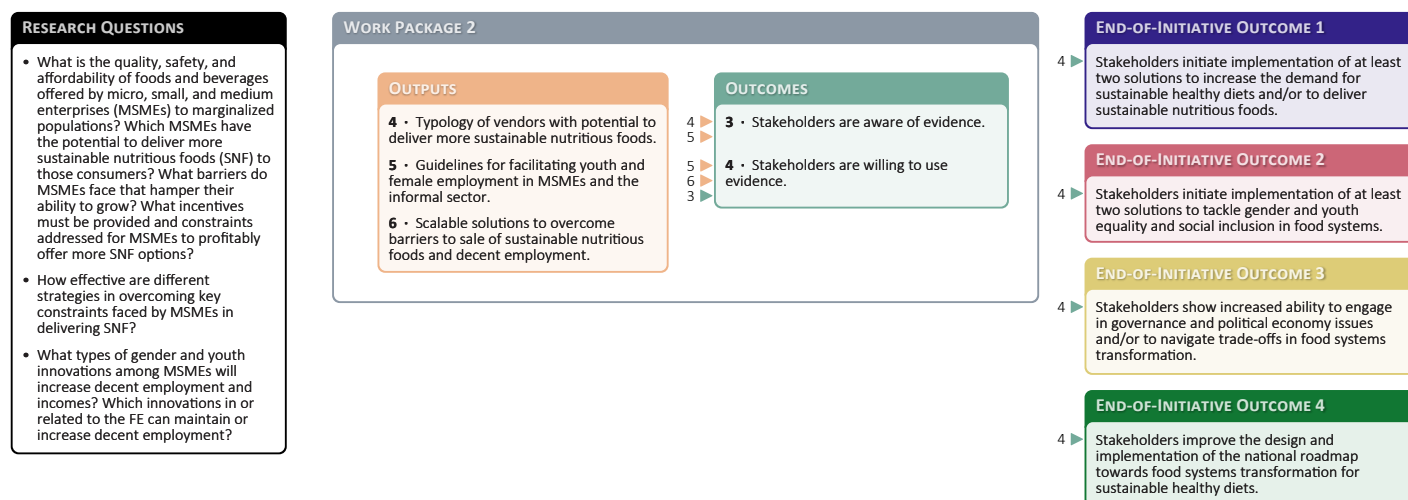 Research Questions
• What is the quality, safety, and
affordability of foods and beverages
offered by micro, small, and medium
enterprises (MSMEs) to marginalized
populations? Which MSMEs have
the potential to deliver more
sustainable nutritious foods (SNF) to
those consumers? What barriers do
MSMEs face that hamper their
ability to grow? What incentives
must be provided and constraints
addressed for MSMEs to profitably
offer more SNF options?
• How effective are different
strategies in overcoming key
constraints faced by MSMEs in
delivering SNF?
• What types of gender and youth
innovations among MSMEs will
increase decent employment and
incomes? Which innovations in or
related to the FE can maintain or
increase decent employment?
Work Package 2
Outputs
4 · Typology of vendors with potential to
deliver more sustainable nutritious foods.
5 · Guidelines for facilitating youth and
female employment in MSMEs and the
informal sector.
6 · Scalable solutions to overcome
barriers to sale of sustainable nutritious
foods and decent employment.
Outcomes
4
5
3 · Stakeholders are aware of evidence.
5
6
3
4 · Stakeholders are willing to use
evidence.
End-of-Initiative Outcome 1
4
Stakeholders initiate implementation of at least
two solutions to increase the demand for
sustainable healthy diets and/or to deliver
sustainable nutritious foods.
End-of-Initiative Outcome 2
4
Stakeholders initiate implementation of at least
two solutions to tackle gender and youth
equality and social inclusion in food systems.
End-of-Initiative Outcome 3
4
Stakeholders show increased ability to engage
in governance and political economy issues
and/or to navigate trade-offs in food systems
transformation.
End-of-Initiative Outcome 4
4
Stakeholders improve the design and
implementation of the national roadmap
towards food systems transformation for
sustainable healthy diets.